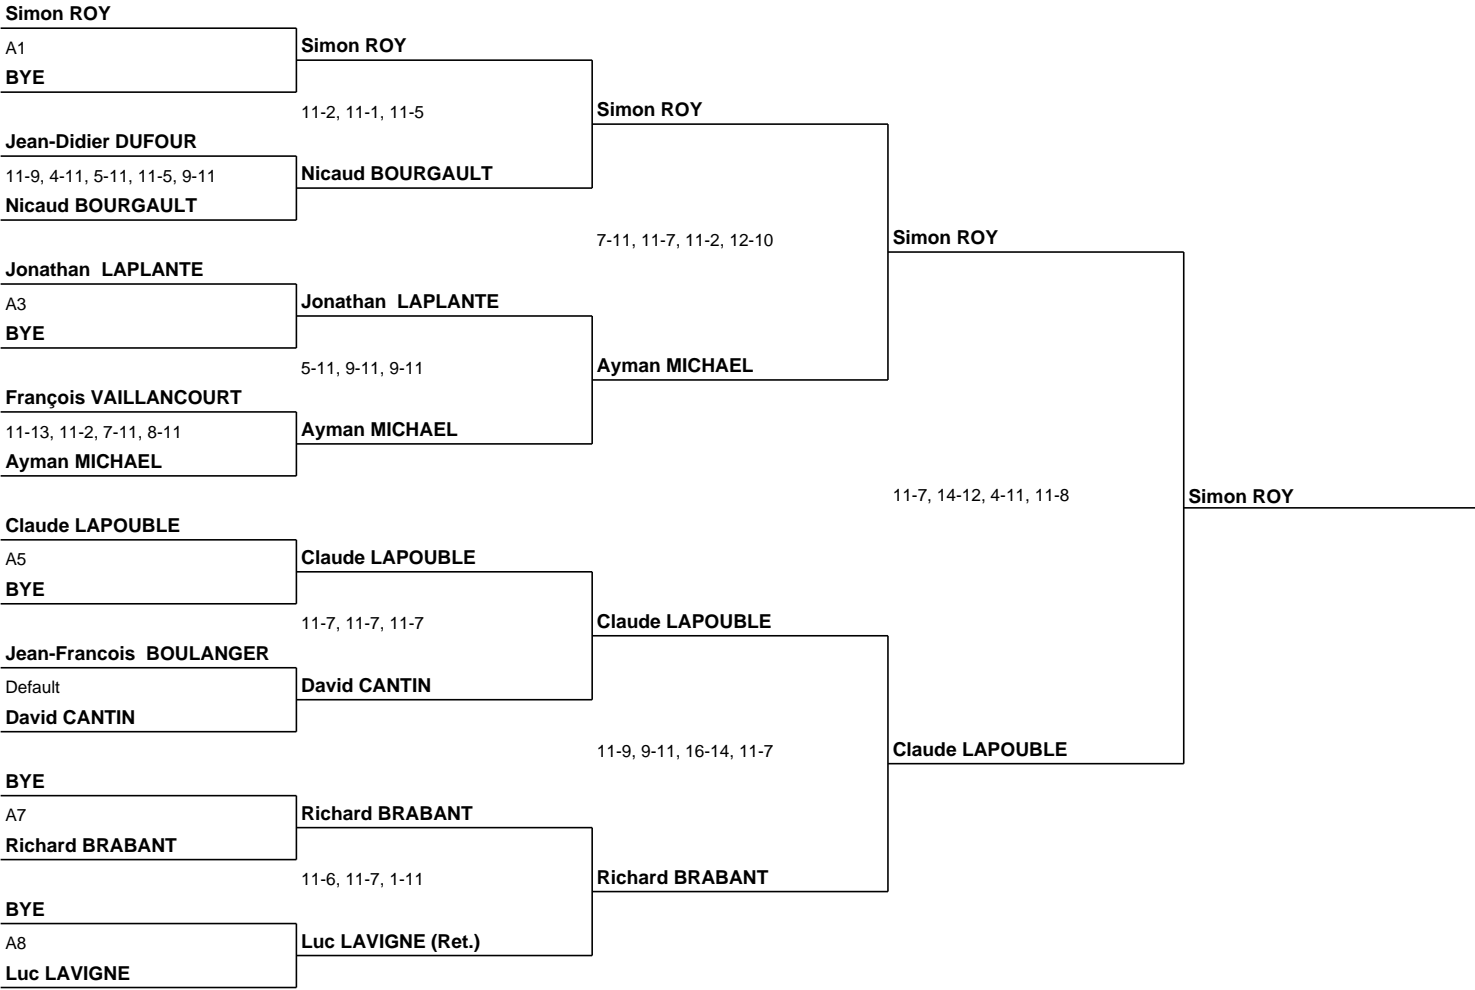 Simon ROY
A1
BYE
Jean-Didier DUFOUR
11-9, 4-11, 5-11, 11-5, 9-11
Nicaud BOURGAULT
Jonathan  LAPLANTE
A3
BYE
François VAILLANCOURT
11-13, 11-2, 7-11, 8-11
Ayman MICHAEL
Claude LAPOUBLE
A5
BYE
Jean-Francois  BOULANGER
Default
David CANTIN
BYE
A7
Richard BRABANT
BYE
A8
Luc LAVIGNE
Simon ROY
11-2, 11-1, 11-5
Nicaud BOURGAULT
Jonathan  LAPLANTE
5-11, 9-11, 9-11
Ayman MICHAEL
Claude LAPOUBLE
11-7, 11-7, 11-7
David CANTIN
Richard BRABANT
11-6, 11-7, 1-11
Luc LAVIGNE (Ret.)
Simon ROY
7-11, 11-7, 11-2, 12-10
Ayman MICHAEL
Claude LAPOUBLE
11-9, 9-11, 16-14, 11-7
Richard BRABANT
Simon ROY
11-7, 14-12, 4-11, 11-8
Claude LAPOUBLE
Simon ROY